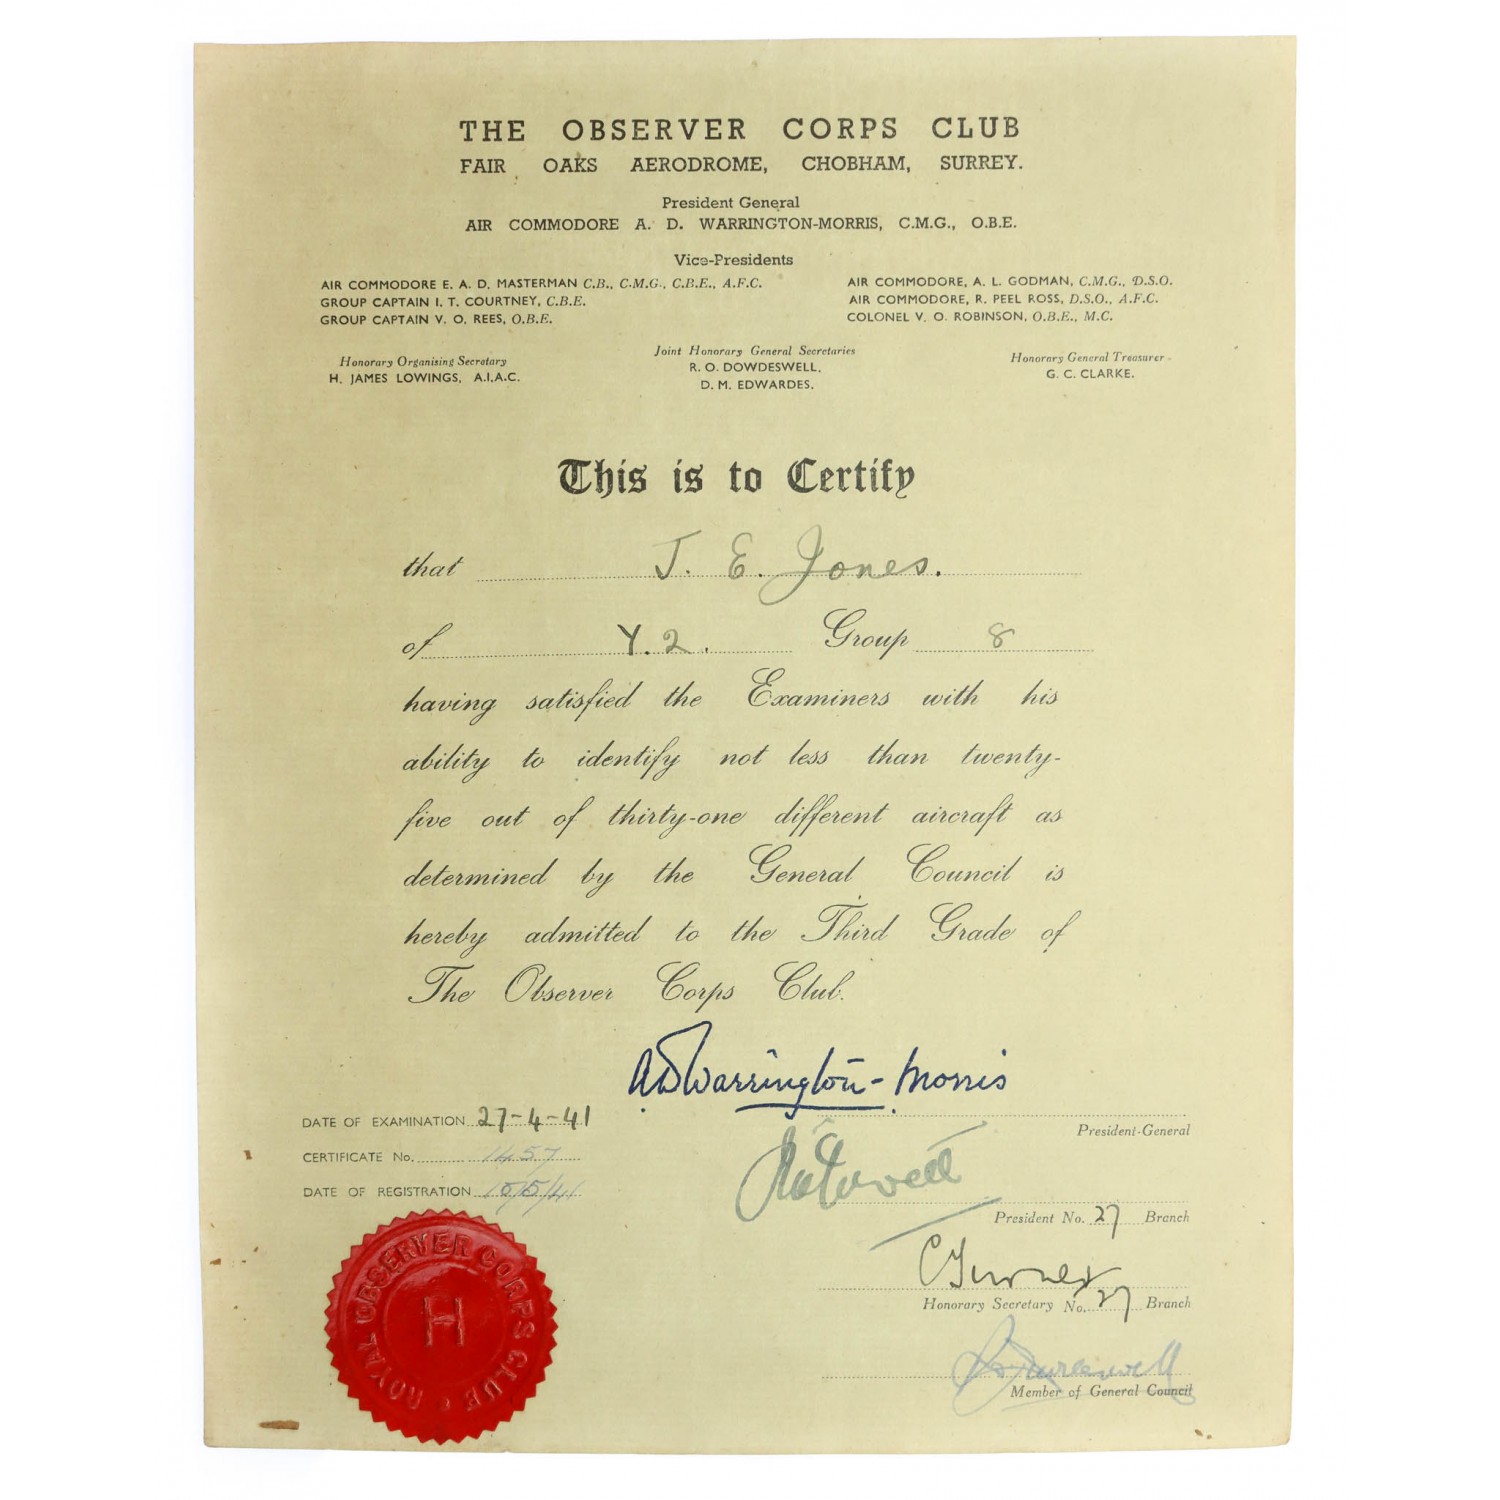 THE OBSERVER CORPS CLUB
FAIR OAKS AERODROME, CHOBHAM, SURREY.
President General
AIR COMMODORE A. D. WARRINGTON-MORRIS, C.M.G., O.B.E.
Vice-Presidents
AIR COMMODORE E. A. D. MASTERMAN C.B., C.M.G., C.B.E., A.F.C.
GROUP CAPTAIN I. T. COURTNEY, C.B.E.
GROUP CAPTAIN V. O. REES, O.B.E.
AIR COMMODORE, A. L. GODMAN, C.M.G., D.S.O.
AIR COMMODORE, R. PEEL ROSS, D.S.O., A.F.C.
COLONEL V. O. ROBINSON, O.B.E., M.C.
Honorary Organising Secretary
H. JAMES LOWINGS, A.I.A.C.
Joint Honorary General Secretaries
R. O. DOWDESWELL,
D. M. EDWARDES.
Honorary General Treasurer
G. C. CLARKE.
This is to Certify
that J. E. Jones.
of Y.2. Group 8
having satisfied the Examiners with his
ability to identify not less than twenty-
five out of thirty-one different aircraft as
determined by the General Council is
hereby admitted to the Third Grade of
The Observer Corps Club.
A D Warrington-Morris
President-General
DATE OF EXAMINATION 27-4-41
CERTIFICATE No. 1457
DATE OF REGISTRATION 10/5/41
President No. 27 Branch
Honorary Secretary No. 27 Branch
Member of General Council
ROYAL OBSERVER CORPS CLUB
H